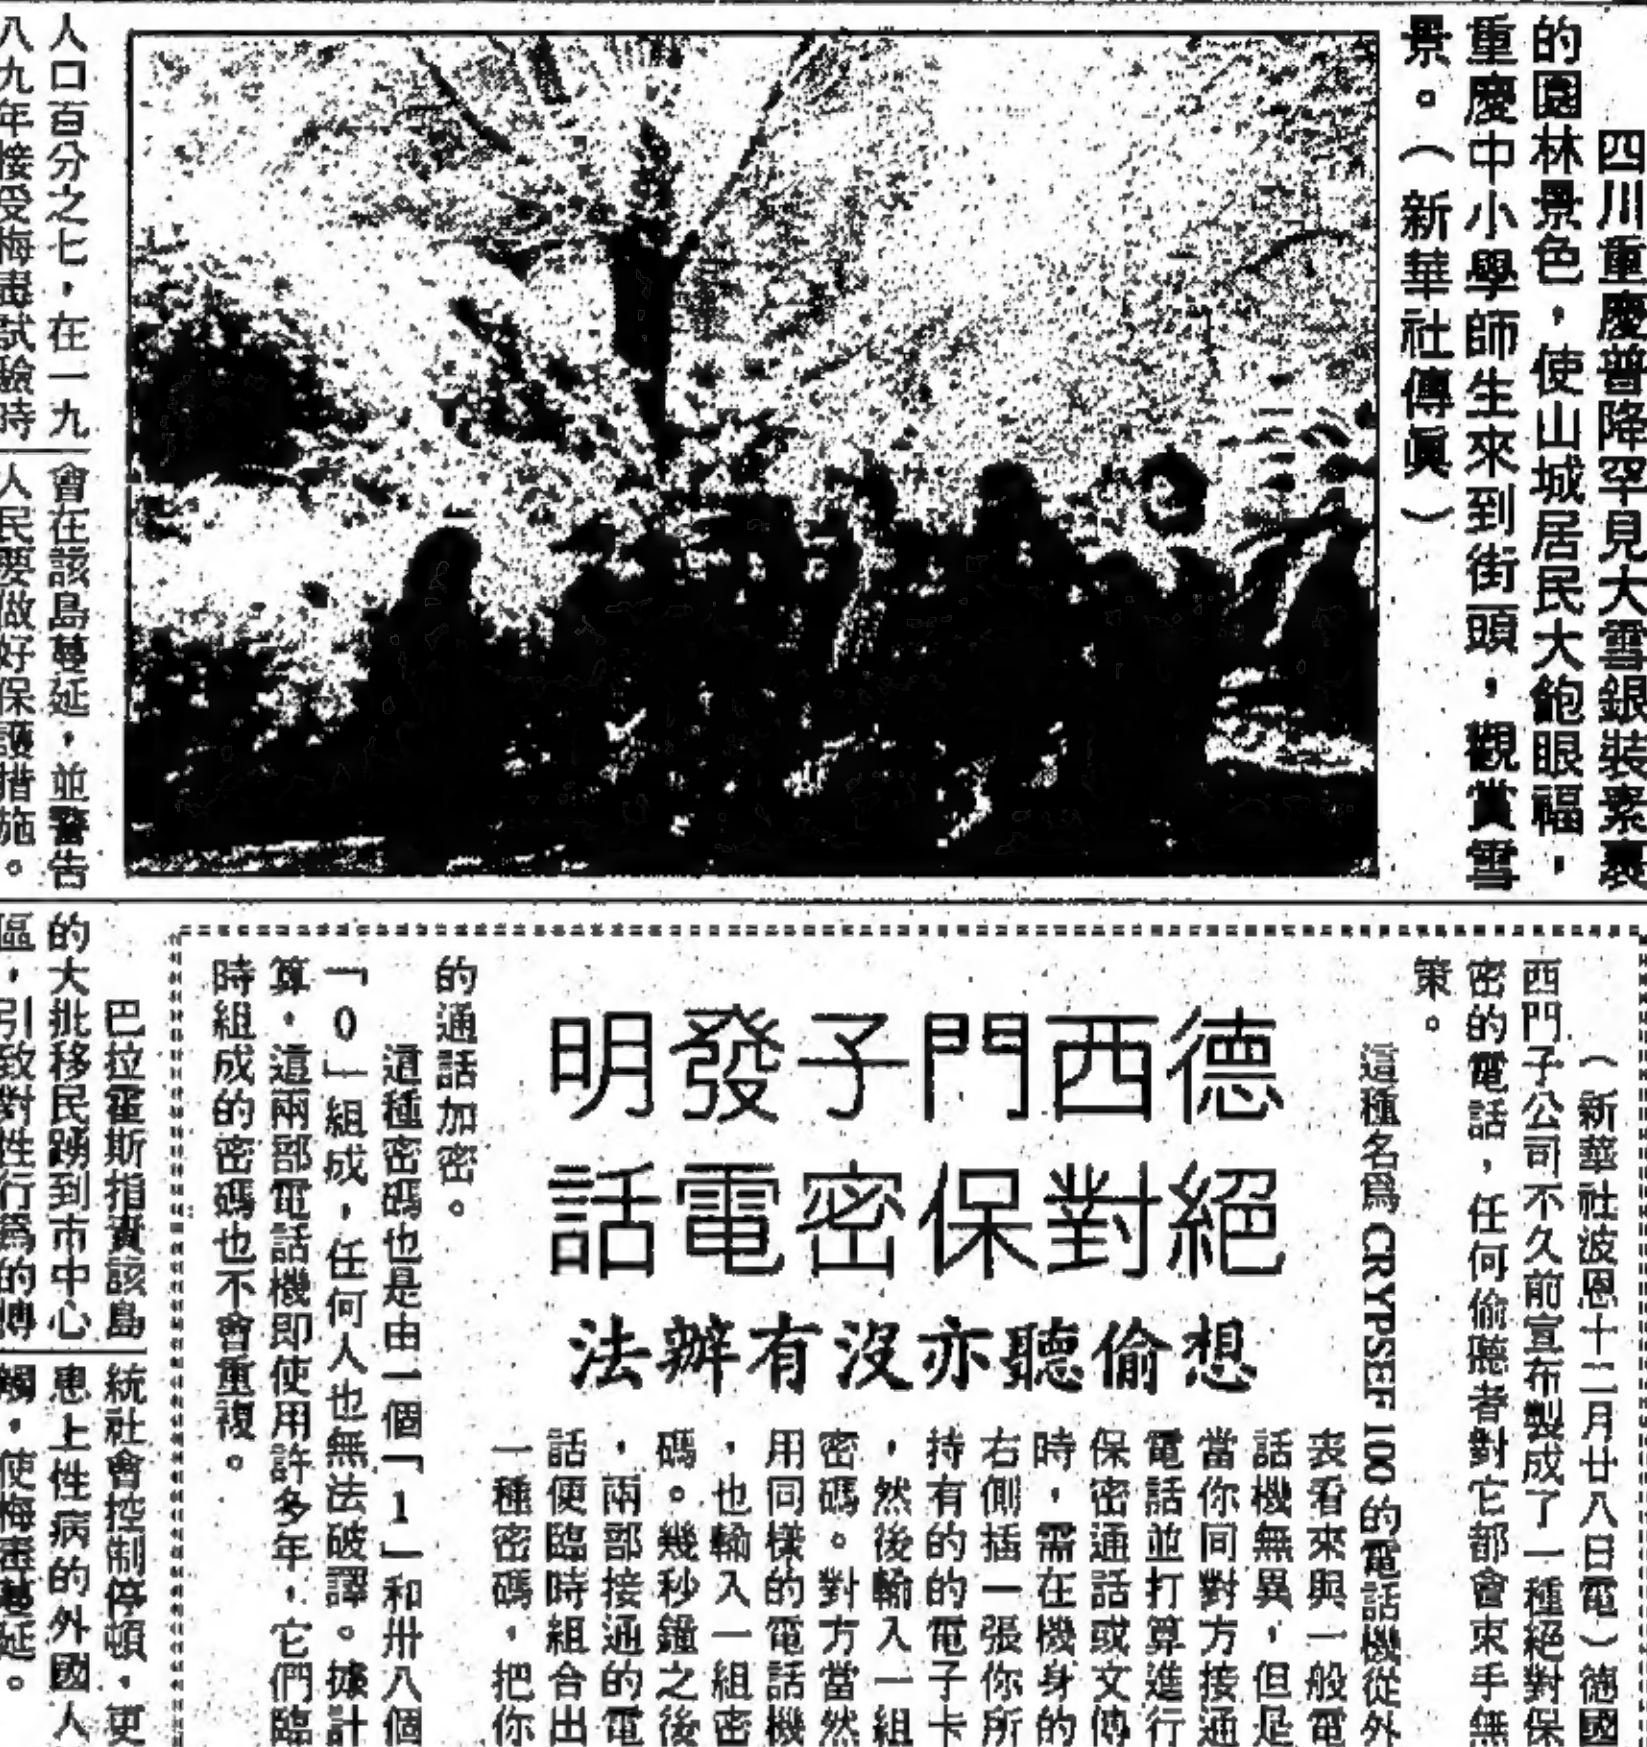 四川重慶普降罕見大雪銀裝素裹
的園林景色，使山城居民大飽眼福，
重慶中小學師生來到街頭，觀賞雪
景。（新華社傳眞）
人口百分之七，在一九
八九年接受梅毒試驗時
會在該島蔓延，並警告
人民要做好保護措施。
德西門子發明
絕對保密電話
想偷聽亦沒有辦法
（新華社波恩十二月廿八日電）德國
西門子公司不久前宣布製成了一種絕對保
密的電話，任何偷聽者對它都會束手無
策。
這種名爲 CRYPSEF 100 的電話機從外
表看來與一般電
話機無異，但是
當你同對方接通
電話並打算進行
保密通話或文傳
時，需在機身的
右側插一張你所
持有的的電子卡
，然後輸入一組
密碼。對方當然
用同樣的電話機
，也輸入一組密
碼。幾秒鐘之後
，兩部接通的電
話便臨時組合出
一種密碼，把你
的通話加密。
這種密碼也是由一個「1」和卅八個
「0」組成，任何人也無法破譯。據計
算，這兩部電話機即使用許多年，它們臨
時組成的密碼也不會重複。
巴拉霍斯指責該島
的大批移民踴到市中心
區，引致對性行爲的
統社會控制停頓，更
患上性病的外國人
觸，使梅毒蔓延。